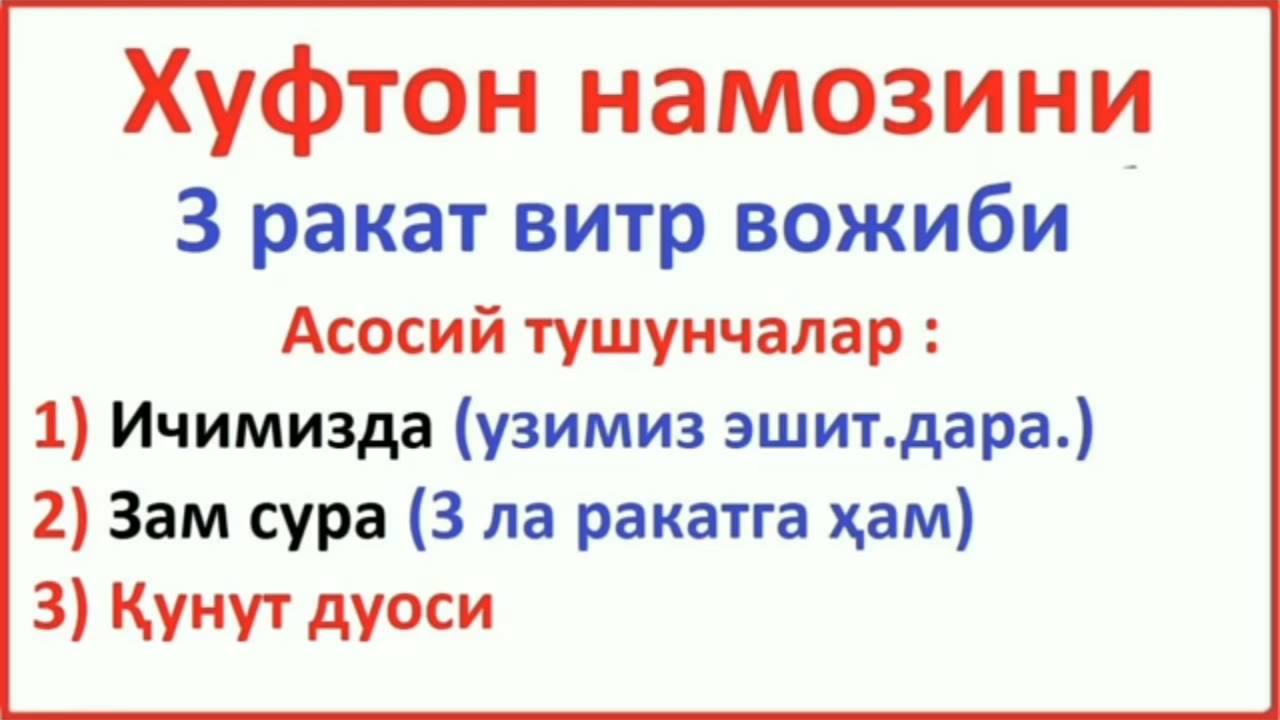 Хуфтон намозини
3 ракат витр вожиби
Асосий тушунчалар :
1) Ичимизда (узимиз эшит.дара.)
2) Зам сура (3 ла ракатга ҳам)
3) Қунут дуоси